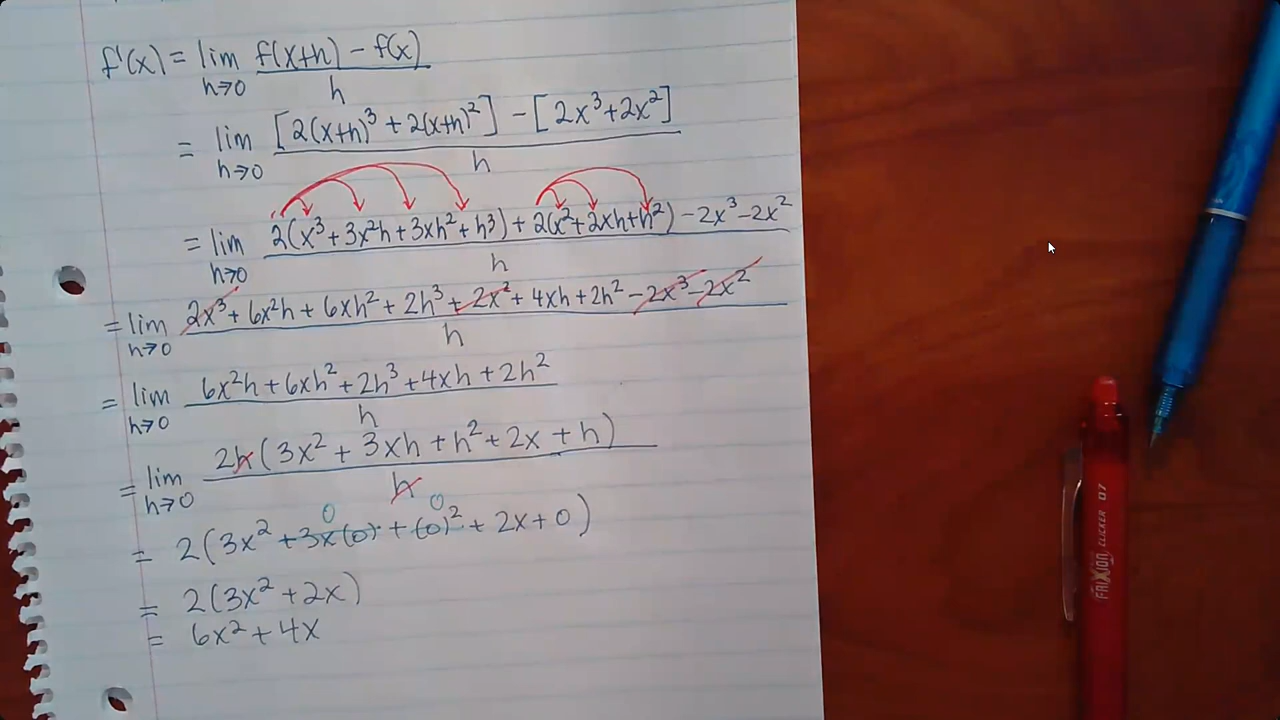 f'(x) = lim h→0 f(x+h) - f(x) / h
= lim h→0 [2(x+h)³ + 2(x+h)²] - [2x³+2x²] / h
= lim h→0 2(x³+3x²h+3xh²+h³) + 2(x²+2xh+h²) - 2x³ - 2x² / h
= lim h→0 2x³ + 6x²h + 6xh² + 2h³ + 2x² + 4xh + 2h² - 2x³ - 2x² / h
= lim h→0 6x²h + 6xh² + 2h³ + 4xh + 2h² / h
= lim h→0 2h(3x² + 3xh + h² + 2x + h) / h
0 0
= 2(3x² + 3x(0) + (0)² + 2x + 0)
= 2(3x² + 2x)
= 6x² + 4x
FRIXION CLICKER 07